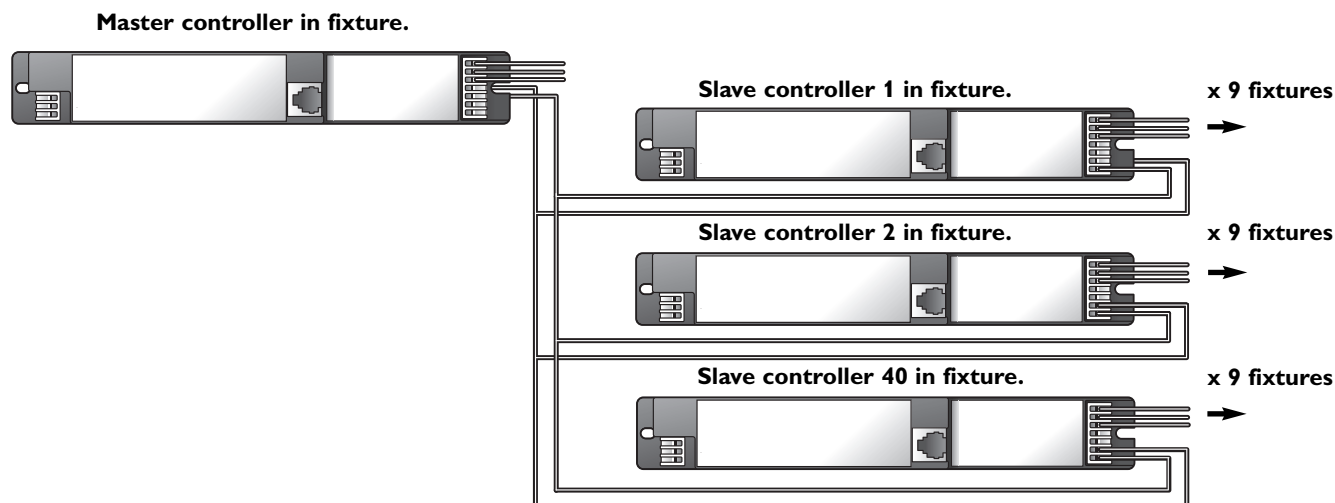 Master controller in fixture.
Slave controller 1 in fixture.
x 9 fixtures
Slave controller 2 in fixture.
x 9 fixtures
Slave controller 40 in fixture.
x 9 fixtures